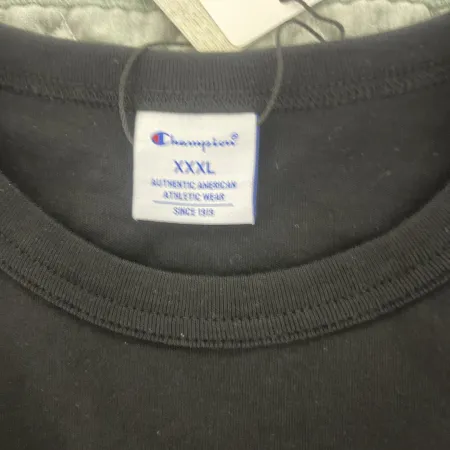 Champion®
XXXL
AUTHENTIC AMERICAN
ATHLETIC WEAR
SINCE 1919